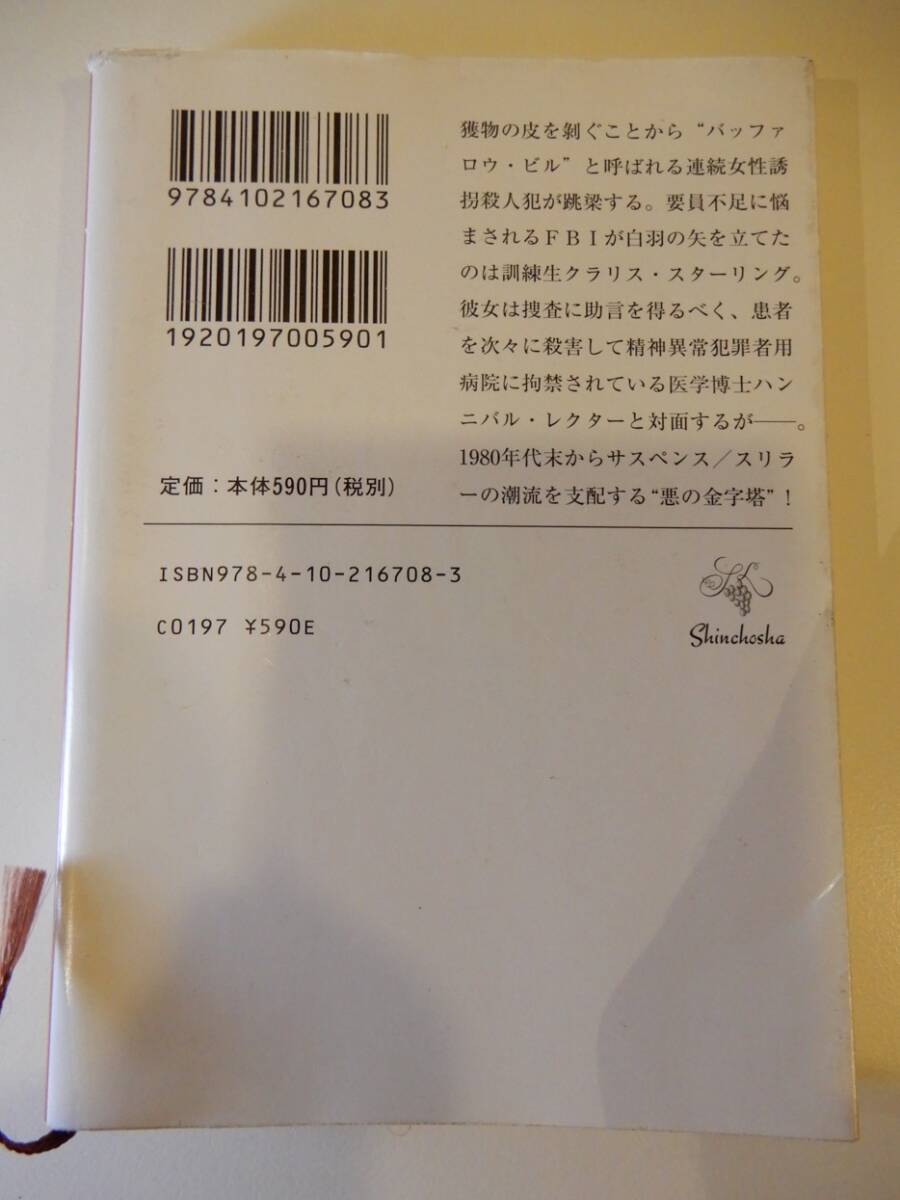 9784102167083
1920197005901
定価：本体590円（税別）
獲物の皮を剝ぐことから“バッファ
ロウ・ビル”と呼ばれる連続女性誘
拐殺人犯が跳梁する。要員不足に悩
まされるＦＢＩが白羽の矢を立てた
のは訓練生クラリス・スターリング。
彼女は捜査に助言を得るべく、患者
を次々に殺害して精神異常犯罪者用
病院に拘禁されている医学博士ハン
ニバル・レクターと対面するが――。
1980年代末からサスペンス／スリラ
ーの潮流を支配する“悪の金字塔”！
ISBN978-4-10-216708-3
C0197 ¥590E
Shinchosha